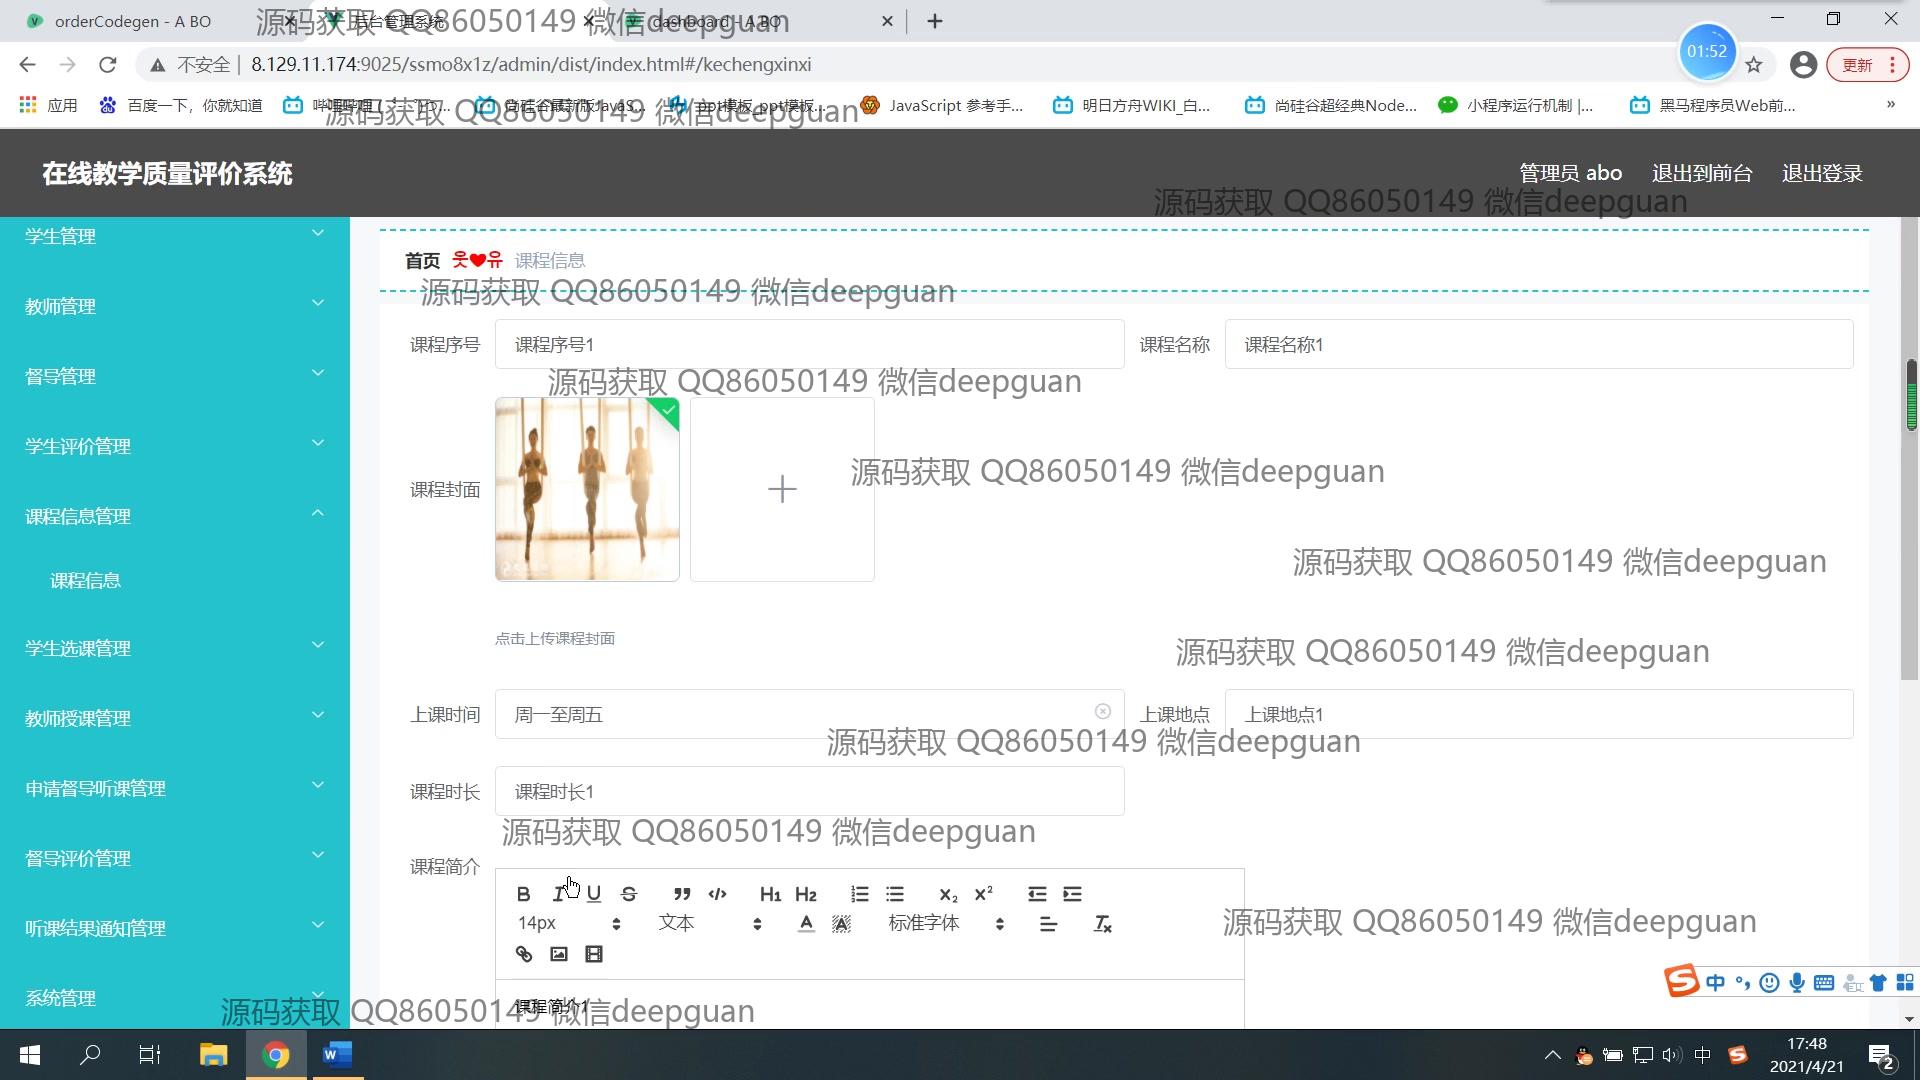 orderCodegen - A BO
后台管理系统
dashboard - A BO
源码获取 QQ86050149 微信deepguan
01:52
不安全 | 8.129.11.174:9025/ssmo8x1z/admin/dist/index.html#/kechengxinxi
更新
应用
百度一下，你就知道
尚硅谷最新版JavaS...
ppt模板_ppt模板...
JavaScript 参考手...
明日方舟WIKI_白...
尚硅谷超经典Node...
小程序运行机制 |...
黑马程序员Web前...
»
源码获取 QQ86050149 微信deepguan
在线教学质量评价系统
管理员 abo
退出到前台
退出登录
源码获取 QQ86050149 微信deepguan
学生管理
教师管理
督导管理
学生评价管理
课程信息管理
课程信息
学生选课管理
教师授课管理
申请督导听课管理
督导评价管理
听课结果通知管理
系统管理
首页 웃❤유 课程信息
源码获取 QQ86050149 微信deepguan
课程序号 课程序号1
课程名称 课程名称1
源码获取 QQ86050149 微信deepguan
课程封面
源码获取 QQ86050149 微信deepguan
源码获取 QQ86050149 微信deepguan
点击上传课程封面
源码获取 QQ86050149 微信deepguan
上课时间 周一至周五
上课地点 上课地点1
源码获取 QQ86050149 微信deepguan
课程时长 课程时长1
源码获取 QQ86050149 微信deepguan
课程简介
B I U S H1 H2 X2 X2
14px 文本 A A 标准字体
源码获取 QQ86050149 微信deepguan
课程简介1
源码获取 QQ86050149 微信deepguan
中
中
17:48
2021/4/21
2